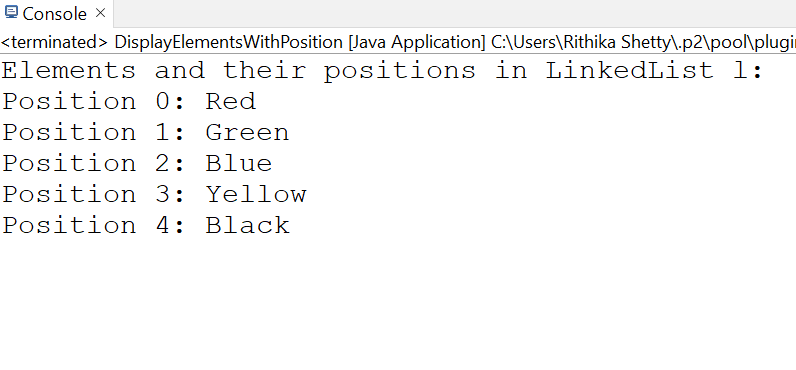 Console
<terminated> DisplayElementsWithPosition [Java Application] C:\Users\Rithika Shetty\.p2\pool\plugin
Elements and their positions in LinkedList l:
Position 0: Red
Position 1: Green
Position 2: Blue
Position 3: Yellow
Position 4: Black